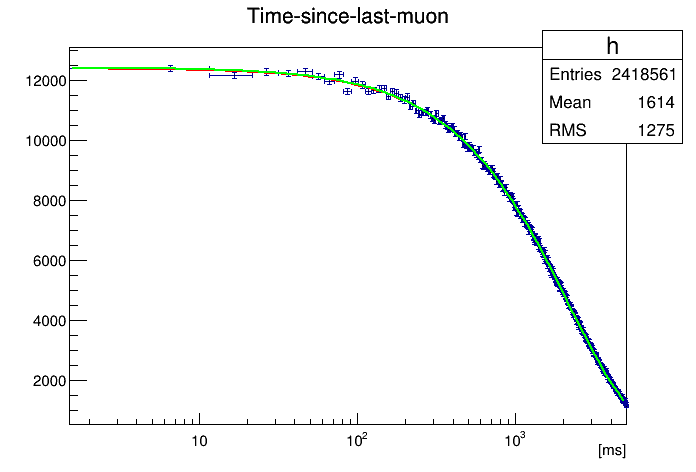 Time-since-last-muon
h
Entries 2418561
Mean 1614
RMS 1275
12000
10000
8000
6000
4000
2000
10 10² 10³
[ms]